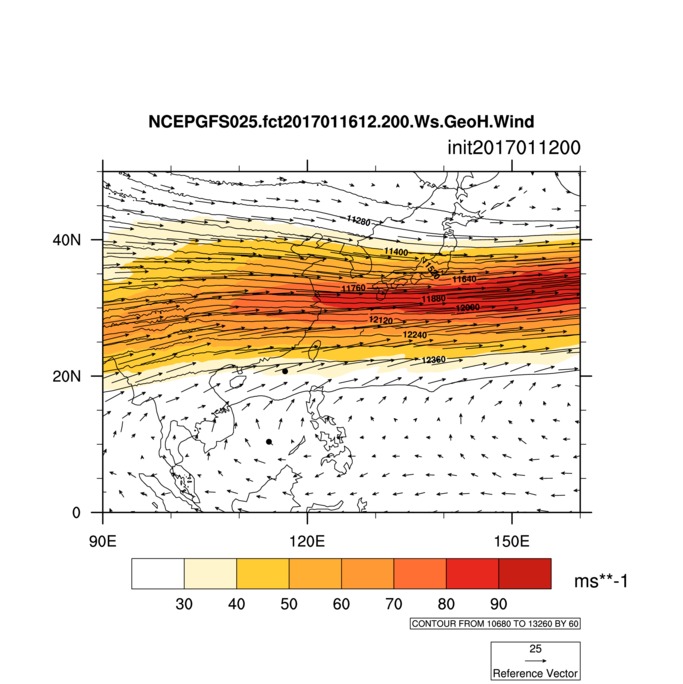 NCEPGFS025.fct2017011612.200.Ws.GeoH.Wind
init2017011200
40N
20N
0
90E 120E 150E
11280
11400
11520
11640
11760
11880
12000
12120
12240
12360
30 40 50 60 70 80 90
ms**-1
CONTOUR FROM 10680 TO 13260 BY 60
25
Reference Vector